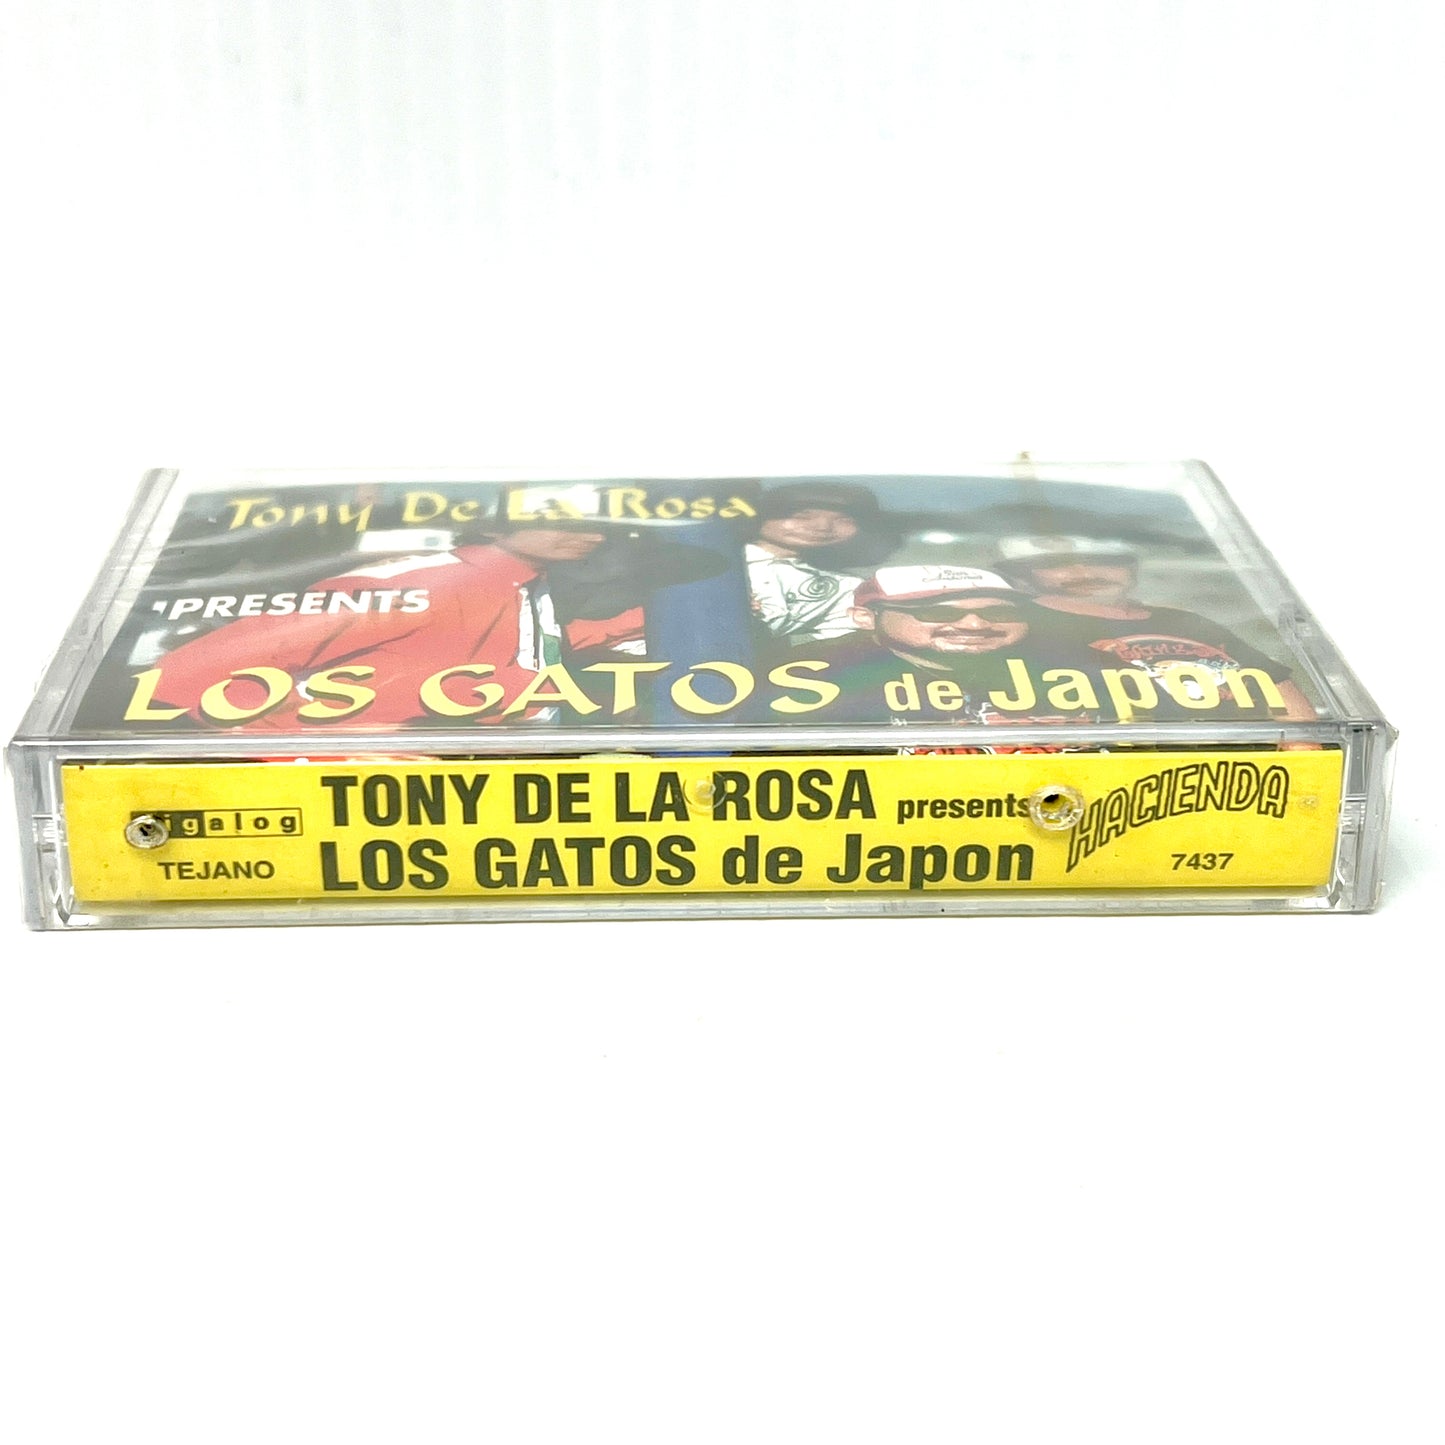 Tony De La Rosa
PRESENTS
LOS GATOS de Japon
digalog
TEJANO
TONY DE LA ROSA presents
LOS GATOS de Japon
HACIENDA
7437